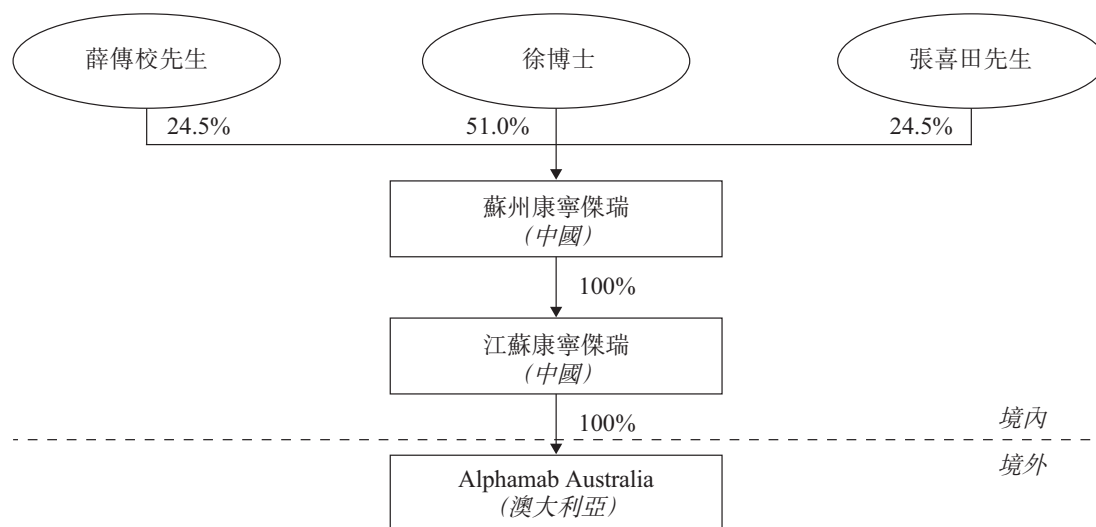 薛傳校先生
徐博士
張喜田先生
24.5%
51.0%
24.5%
蘇州康寧傑瑞
（中國）
100%
江蘇康寧傑瑞
（中國）
100%
境內
境外
Alphamab Australia
（澳大利亞）